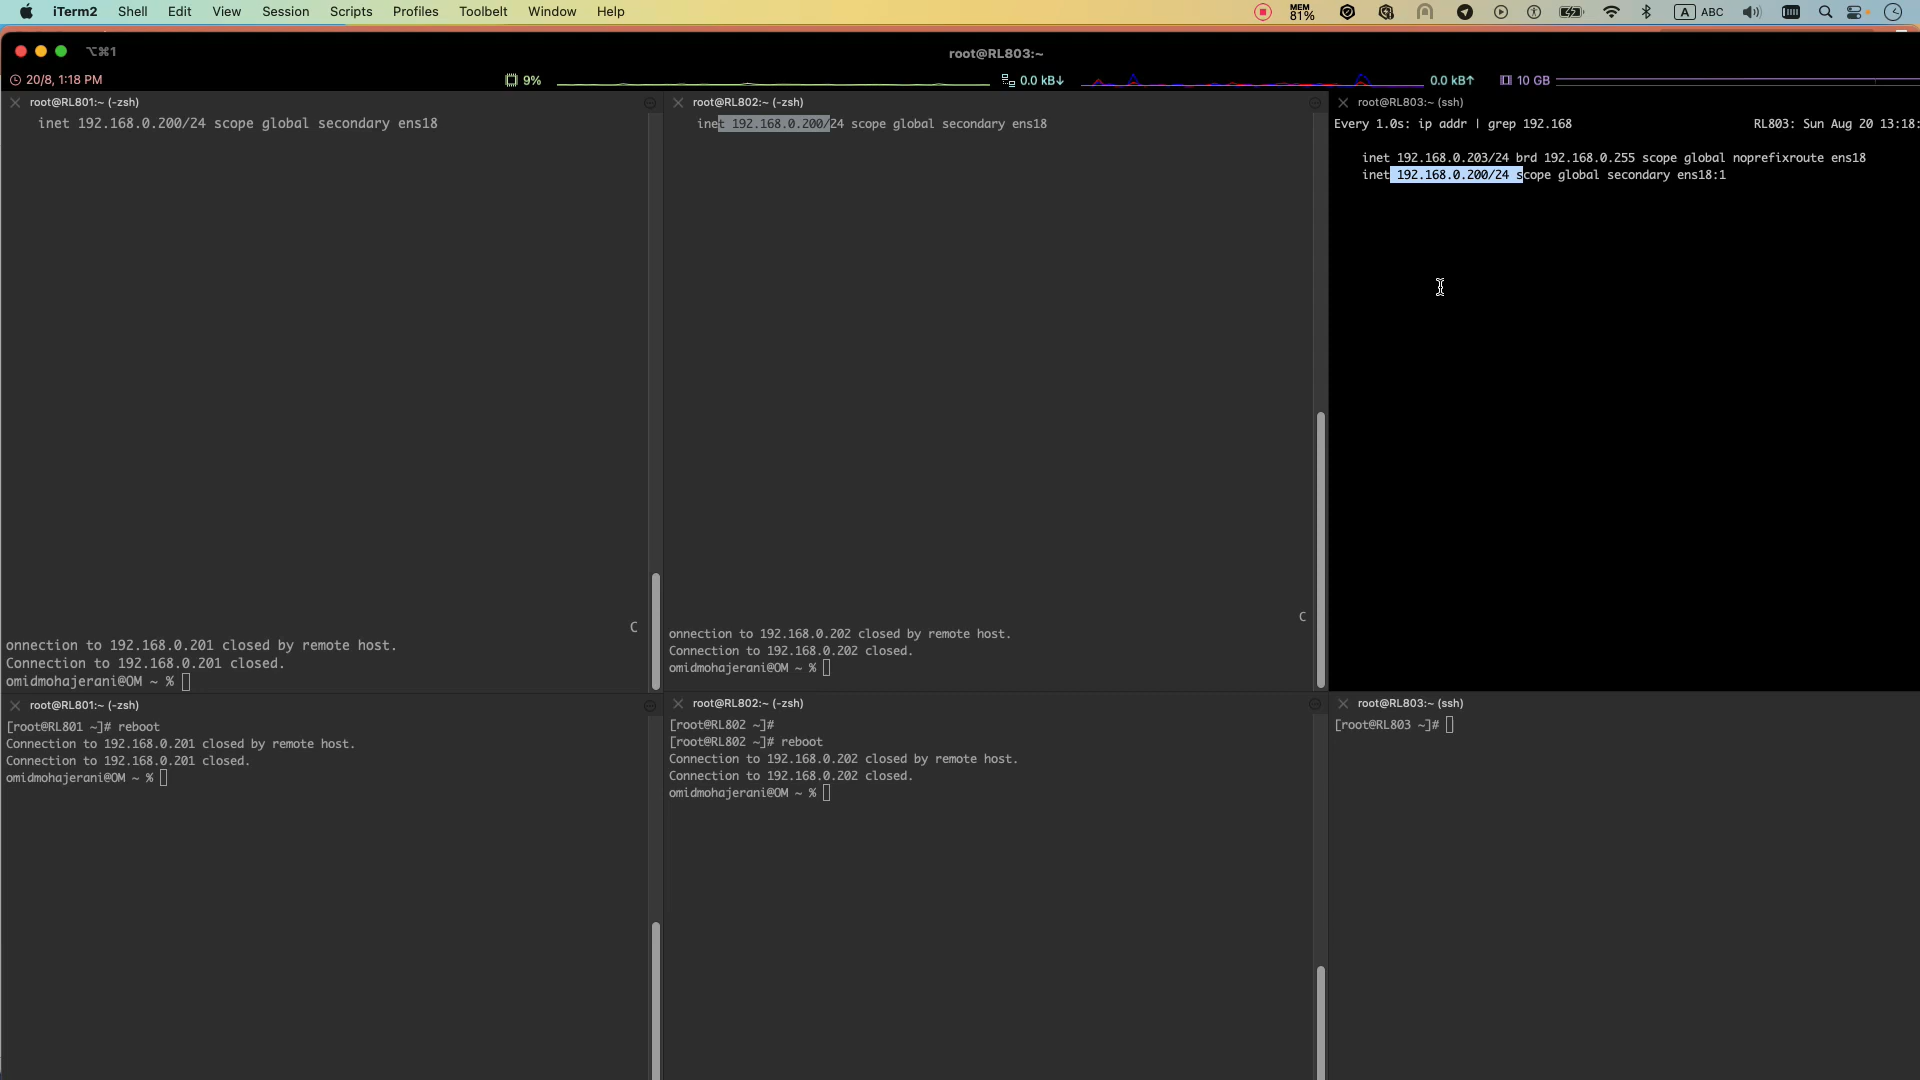 iTerm2 Shell Edit View Session Scripts Profiles Toolbelt Window Help MEM 81% A ABC
⌥⌘1 root@RL803:~
20/8, 1:18 PM 9% 0.0 kB↓ 0.0 kB↑ 10 GB
root@RL801:~ (-zsh)
inet 192.168.0.200/24 scope global secondary ens18
C
onnection to 192.168.0.201 closed by remote host.
Connection to 192.168.0.201 closed.
omidmohajerani@OM ~ %
root@RL802:~ (-zsh)
inet 192.168.0.200/24 scope global secondary ens18
C
onnection to 192.168.0.202 closed by remote host.
Connection to 192.168.0.202 closed.
omidmohajerani@OM ~ %
root@RL803:~ (ssh)
Every 1.0s: ip addr | grep 192.168 RL803: Sun Aug 20 13:18:
inet 192.168.0.203/24 brd 192.168.0.255 scope global noprefixroute ens18
inet 192.168.0.200/24 scope global secondary ens18:1
root@RL801:~ (-zsh)
[root@RL801 ~]# reboot
Connection to 192.168.0.201 closed by remote host.
Connection to 192.168.0.201 closed.
omidmohajerani@OM ~ %
root@RL802:~ (-zsh)
[root@RL802 ~]#
[root@RL802 ~]# reboot
Connection to 192.168.0.202 closed by remote host.
Connection to 192.168.0.202 closed.
omidmohajerani@OM ~ %
root@RL803:~ (ssh)
[root@RL803 ~]#